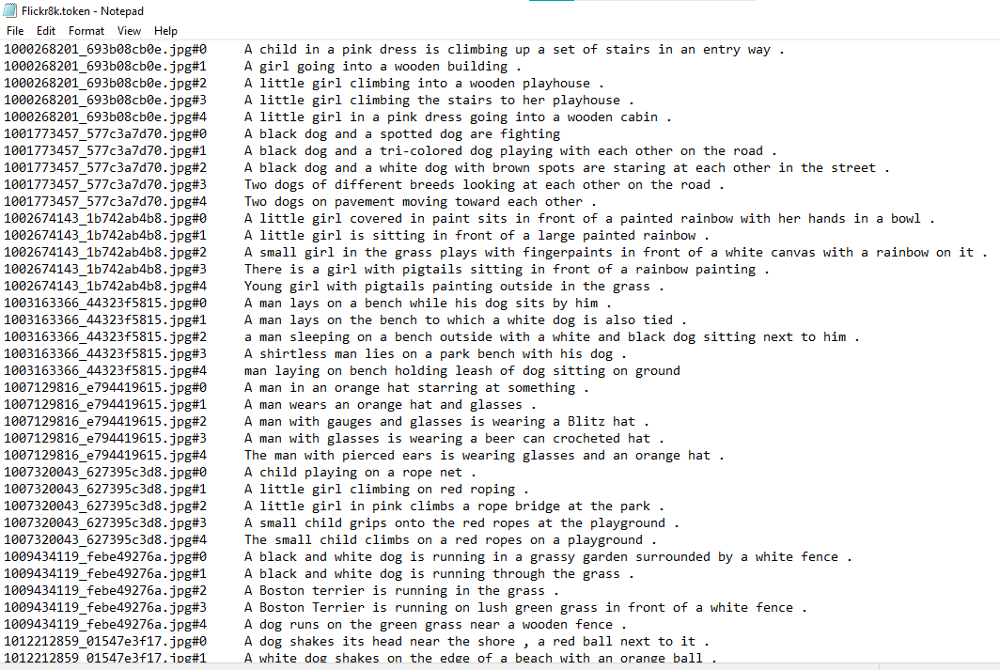 Flickr8k.token - Notepad
File Edit Format View Help
1000268201_693b08cb0e.jpg#0 A child in a pink dress is climbing up a set of stairs in an entry way .
1000268201_693b08cb0e.jpg#1 A girl going into a wooden building .
1000268201_693b08cb0e.jpg#2 A little girl climbing into a wooden playhouse .
1000268201_693b08cb0e.jpg#3 A little girl climbing the stairs to her playhouse .
1000268201_693b08cb0e.jpg#4 A little girl in a pink dress going into a wooden cabin .
1001773457_577c3a7d70.jpg#0 A black dog and a spotted dog are fighting
1001773457_577c3a7d70.jpg#1 A black dog and a tri-colored dog playing with each other on the road .
1001773457_577c3a7d70.jpg#2 A black dog and a white dog with brown spots are staring at each other in the street .
1001773457_577c3a7d70.jpg#3 Two dogs of different breeds looking at each other on the road .
1001773457_577c3a7d70.jpg#4 Two dogs on pavement moving toward each other .
1002674143_1b742ab4b8.jpg#0 A little girl covered in paint sits in front of a painted rainbow with her hands in a bowl .
1002674143_1b742ab4b8.jpg#1 A little girl is sitting in front of a large painted rainbow .
1002674143_1b742ab4b8.jpg#2 A small girl in the grass plays with fingerpaints in front of a white canvas with a rainbow on it .
1002674143_1b742ab4b8.jpg#3 There is a girl with pigtails sitting in front of a rainbow painting .
1002674143_1b742ab4b8.jpg#4 Young girl with pigtails painting outside in the grass .
1003163366_44323f5815.jpg#0 A man lays on a bench while his dog sits by him .
1003163366_44323f5815.jpg#1 A man lays on the bench to which a white dog is also tied .
1003163366_44323f5815.jpg#2 a man sleeping on a bench outside with a white and black dog sitting next to him .
1003163366_44323f5815.jpg#3 A shirtless man lies on a park bench with his dog .
1003163366_44323f5815.jpg#4 man laying on bench holding leash of dog sitting on ground
1007129816_e794419615.jpg#0 A man in an orange hat starring at something .
1007129816_e794419615.jpg#1 A man wears an orange hat and glasses .
1007129816_e794419615.jpg#2 A man with gauges and glasses is wearing a Blitz hat .
1007129816_e794419615.jpg#3 A man with glasses is wearing a beer can crocheted hat .
1007129816_e794419615.jpg#4 The man with pierced ears is wearing glasses and an orange hat .
1007320043_627395c3d8.jpg#0 A child playing on a rope net .
1007320043_627395c3d8.jpg#1 A little girl climbing on red roping .
1007320043_627395c3d8.jpg#2 A little girl in pink climbs a rope bridge at the park .
1007320043_627395c3d8.jpg#3 A small child grips onto the red ropes at the playground .
1007320043_627395c3d8.jpg#4 The small child climbs on a red ropes on a playground .
1009434119_febe49276a.jpg#0 A black and white dog is running in a grassy garden surrounded by a white fence .
1009434119_febe49276a.jpg#1 A black and white dog is running through the grass .
1009434119_febe49276a.jpg#2 A Boston terrier is running in the grass .
1009434119_febe49276a.jpg#3 A Boston Terrier is running on lush green grass in front of a white fence .
1009434119_febe49276a.jpg#4 A dog runs on the green grass near a wooden fence .
1012212859_01547e3f17.jpg#0 A dog shakes its head near the shore , a red ball next to it .
1012212859_01547e3f17.jpg#1 A white dog shakes on the edge of a beach with an orange ball .